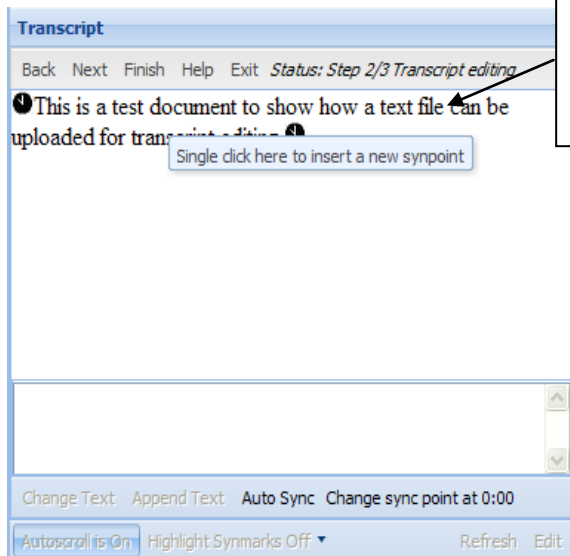 Transcript
Back Next Finish Help Exit Status: Step 2/3 Transcript editing
This is a test document to show how a text file can be
uploaded for transcript editing
Single click here to insert a new synpoint
Change Text Append Text Auto Sync Change sync point at 0:00
Autoscroll is On Highlight Synmarks Off Refresh Edit